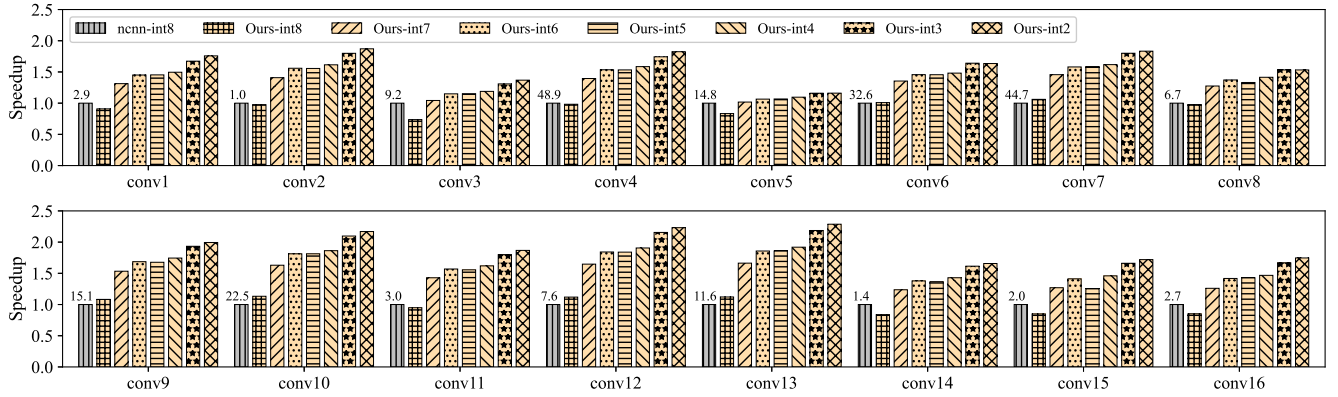 2.5
2.0
1.5
1.0
0.5
0.0
Speedup
ncnn-int8 Ours-int8 Ours-int7 Ours-int6 Ours-int5 Ours-int4 Ours-int3 Ours-int2
2.9 1.0 9.2 48.9 14.8 32.6 44.7 6.7
conv1 conv2 conv3 conv4 conv5 conv6 conv7 conv8
2.5
2.0
1.5
1.0
0.5
0.0
Speedup
15.1 22.5 3.0 7.6 11.6 1.4 2.0 2.7
conv9 conv10 conv11 conv12 conv13 conv14 conv15 conv16